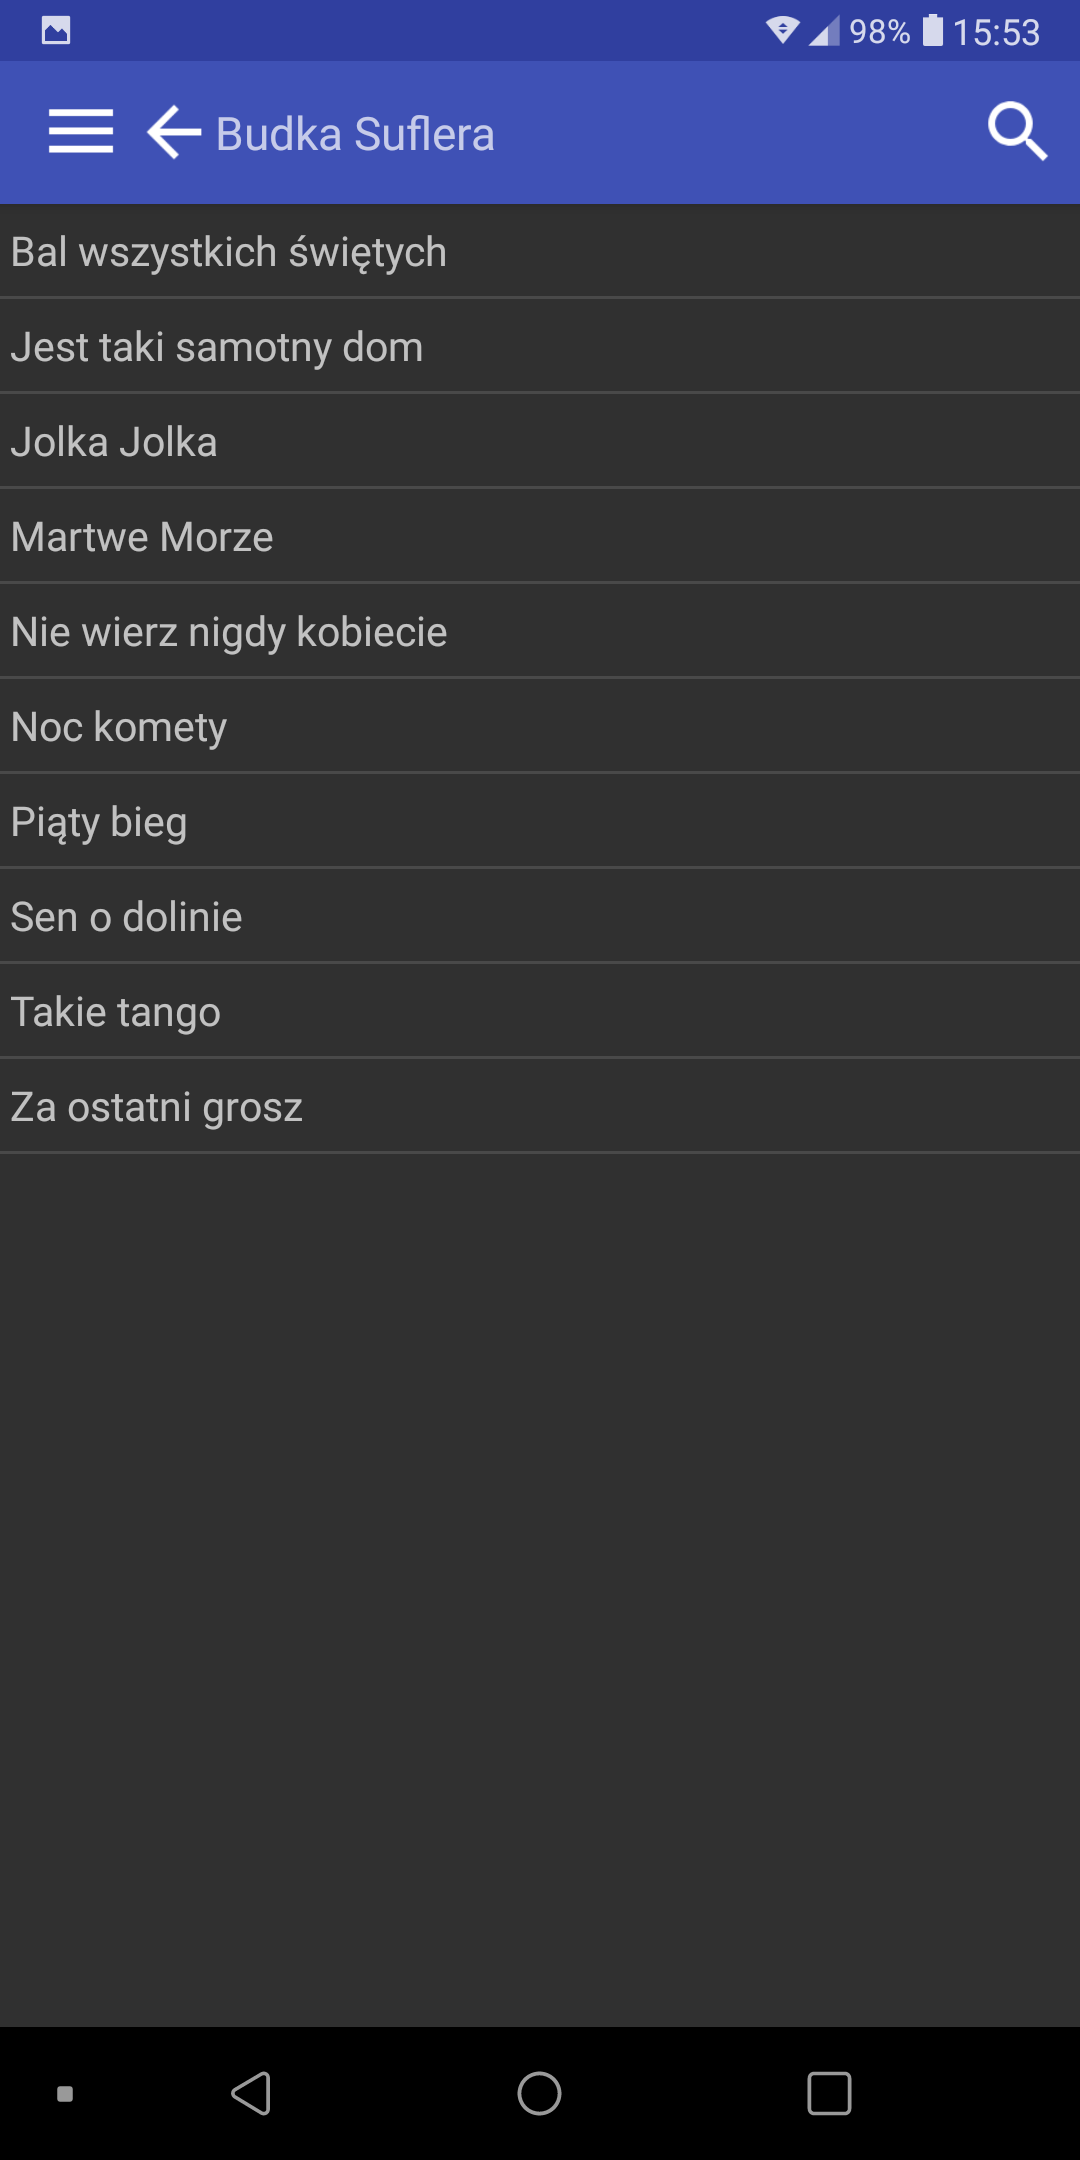 98% 15:53
Budka Suflera
Bal wszystkich świętych
Jest taki samotny dom
Jolka Jolka
Martwe Morze
Nie wierz nigdy kobiecie
Noc komety
Piąty bieg
Sen o dolinie
Takie tango
Za ostatni grosz